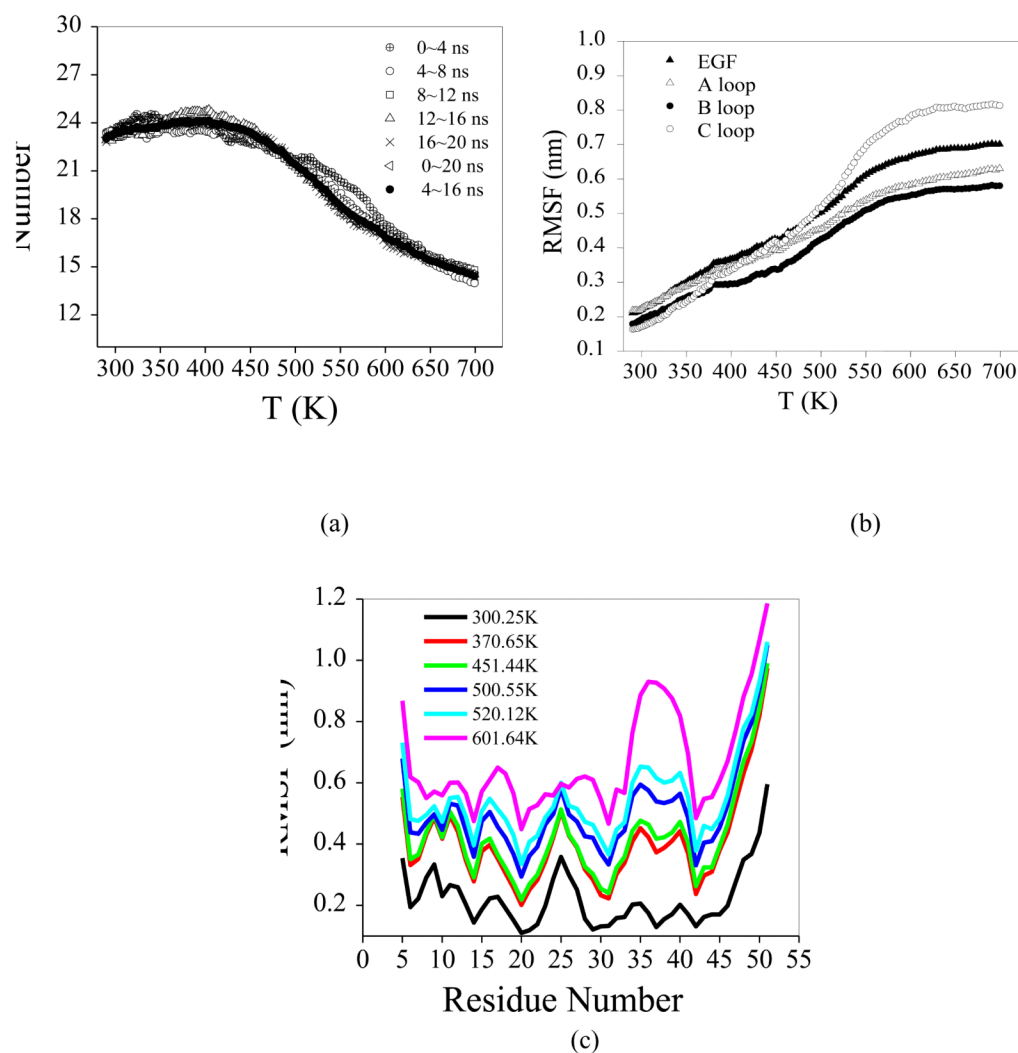 30
27
24
21
18
15
12
Number
0~4 ns
4~8 ns
8~12 ns
12~16 ns
16~20 ns
0~20 ns
4~16 ns
300 350 400 450 500 550 600 650 700
T (K)
(a)
1.0
0.9
0.8
0.7
0.6
0.5
0.4
0.3
0.2
0.1
RMSF (nm)
EGF
A loop
B loop
C loop
300 350 400 450 500 550 600 650 700
T (K)
(b)
1.2
1.0
0.8
0.6
0.4
0.2
RMSF (nm)
300.25K
370.65K
451.44K
500.55K
520.12K
601.64K
0 5 10 15 20 25 30 35 40 45 50 55
Residue Number
(c)